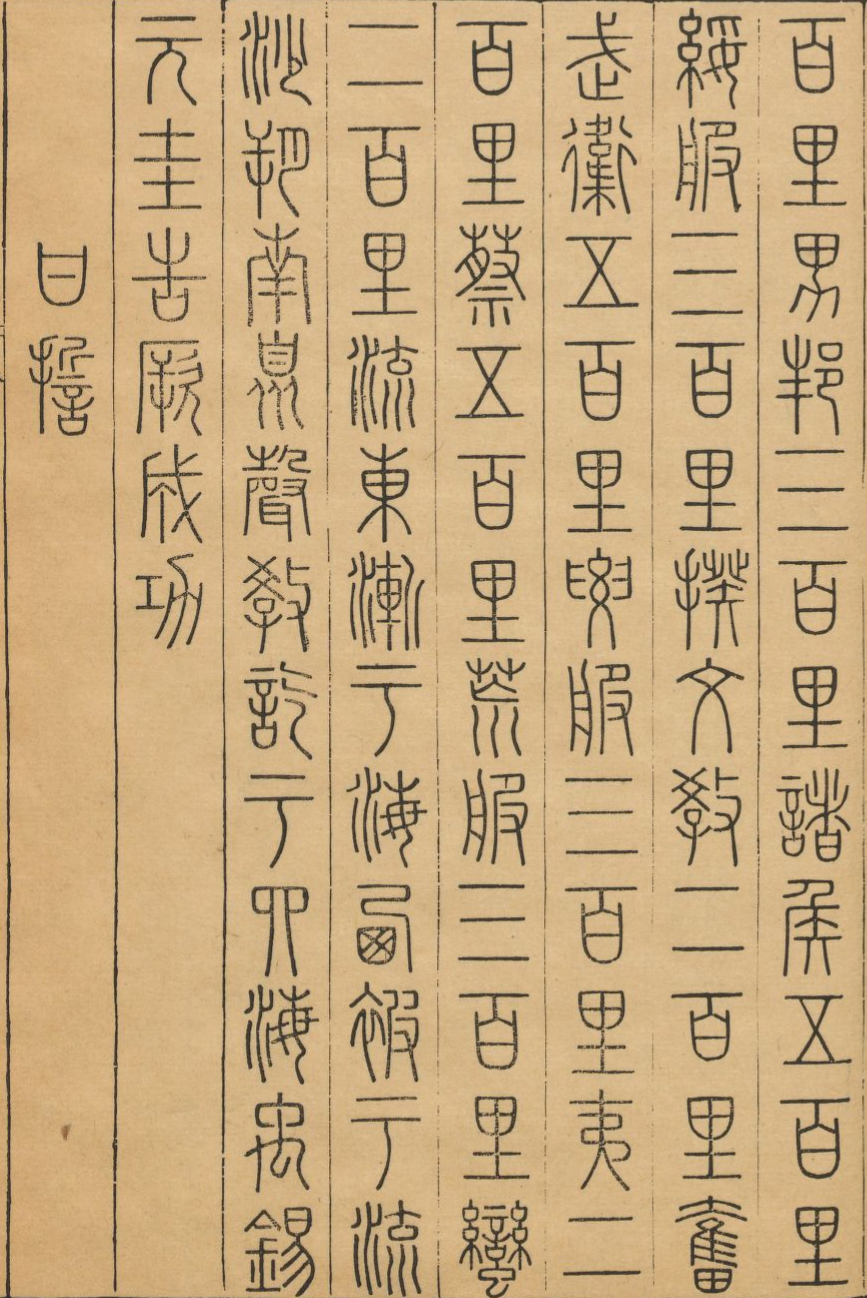 百里男邦三百里諸侯五百里
綏服三百里揆文教二百里奮
武衛五百里要服三百里夷二
百里蔡五百里荒服三百里蠻
二百里流東漸于海西被于流
沙朔南臮聲教訖于四海禹錫
元圭告厥成功
甘誓